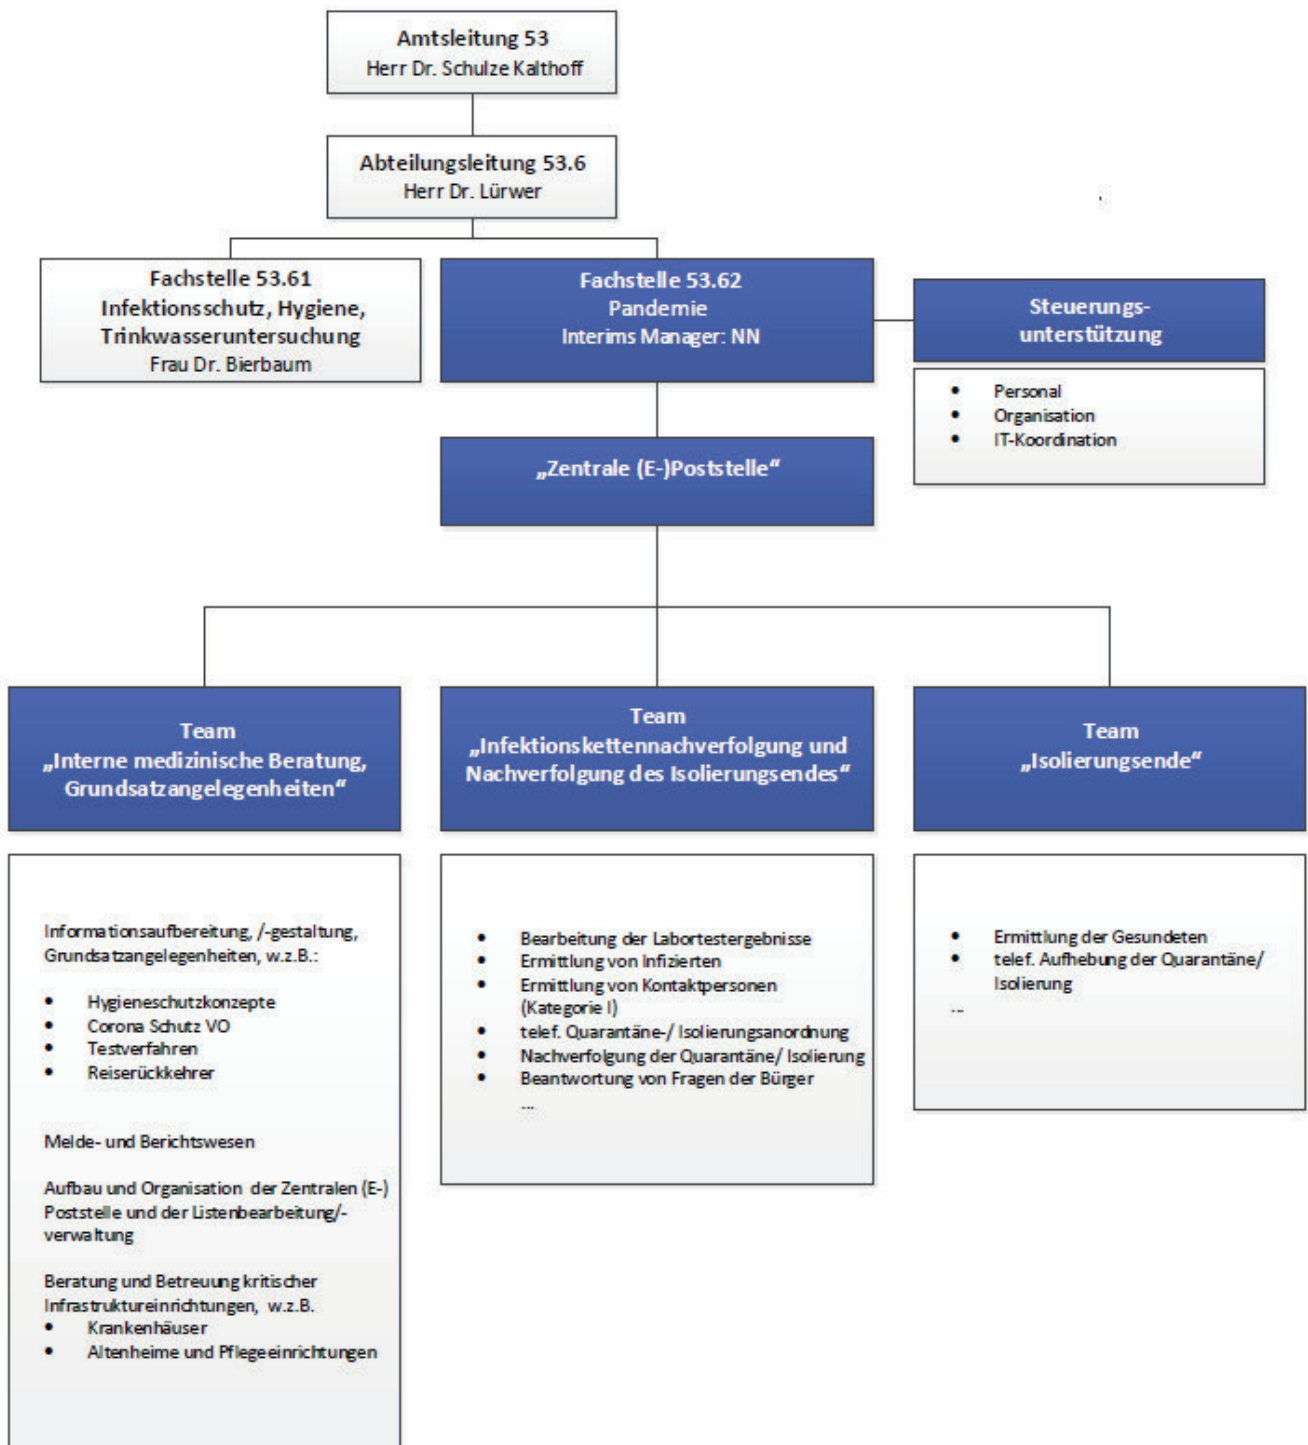 Amtsleitung 53
Herr Dr. Schulze Kalthoff
Abteilungsleitung 53.6
Herr Dr. Lürwer
Fachstelle 53.61
Infektionsschutz, Hygiene,
Trinkwasseruntersuchung
Frau Dr. Bierbaum
Fachstelle 53.62
Pandemie
Interims Manager: NN
Steuerungs-
unterstützung
• Personal
• Organisation
• IT-Koordination
„Zentrale (E-)Poststelle“
Team
„Interne medizinische Beratung,
Grundsatzangelegenheiten“
Team
„Infektionskettennachverfolgung und
Nachverfolgung des Isolierungsendes“
Team
„Isolierungsende“
Informationsaufbereitung, /-gestaltung,
Grundsatzangelegenheiten, w.z.B.:
• Hygieneschutzkonzepte
• Corona Schutz VO
• Testverfahren
• Reiserückkehrer
Melde- und Berichtswesen
Aufbau und Organisation der Zentralen (E-)
Poststelle und der Listenbearbeitung/-
verwaltung
Beratung und Betreuung kritischer
Infrastruktureinrichtungen, w.z.B.
• Krankenhäuser
• Altenheime und Pflegeeinrichtungen
• Bearbeitung der Labortestergebnisse
• Ermittlung von Infizierten
• Ermittlung von Kontaktpersonen
(Kategorie I)
• telef. Quarantäne-/ Isolierungsanordnung
• Nachverfolgung der Quarantäne/ Isolierung
• Beantwortung von Fragen der Bürger
...
• Ermittlung der Gesundeten
• telef. Aufhebung der Quarantäne/
Isolierung
...